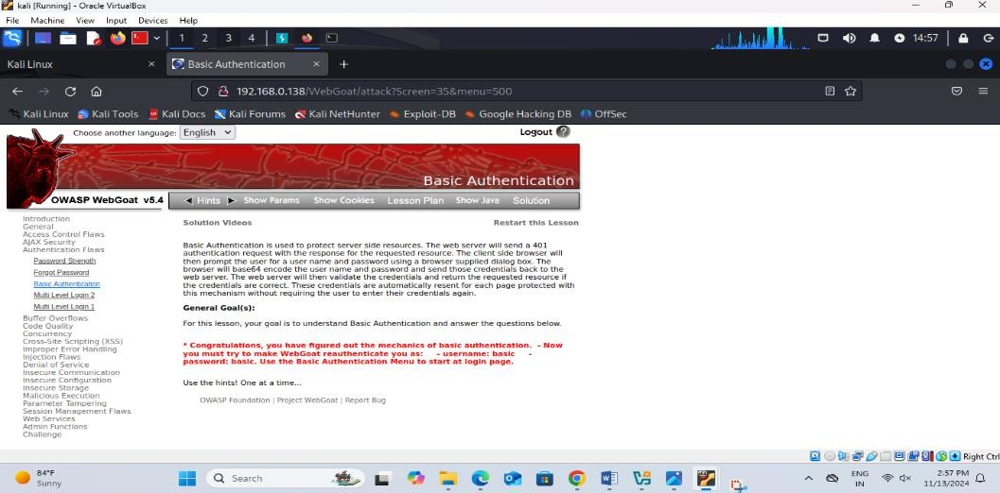 kali [Running] - Oracle VirtualBox
File Machine View Input Devices Help
1 2 3 4 14:57
Kali Linux Basic Authentication
192.168.0.138/WebGoat/attack?Screen=35&menu=500
Kali Linux Kali Tools Kali Docs Kali Forums Kali NetHunter Exploit-DB Google Hacking DB OffSec
Choose another language: English Logout ?
Basic Authentication
OWASP WebGoat v5.4 Hints Show Params Show Cookies Lesson Plan Show Java Solution
Solution Videos Restart this Lesson
Introduction
General
Access Control Flaws
AJAX Security
Authentication Flaws
Password Strength
Forgot Password
Basic Authentication
Multi Level Login 2
Multi Level Login 1
Buffer Overflows
Code Quality
Concurrency
Cross-Site Scripting (XSS)
Improper Error Handling
Injection Flaws
Denial of Service
Insecure Communication
Insecure Configuration
Insecure Storage
Malicious Execution
Parameter Tampering
Session Management Flaws
Web Services
Admin Functions
Challenge
Basic Authentication is used to protect server side resources. The web server will send a 401
authentication request with the response for the requested resource. The client side browser will
then prompt the user for a user name and password using a browser supplied dialog box. The
browser will base64 encode the user name and password and send those credentials back to the
web server. The web server will then validate the credentials and return the requested resource if
the credentials are correct. These credentials are automatically resent for each page protected with
this mechanism without requiring the user to enter their credentials again.
General Goal(s):
For this lesson, your goal is to understand Basic Authentication and answer the questions below.
* Congratulations, you have figured out the mechanics of basic authentication. - Now
you must try to make WebGoat reauthenticate you as: - username: basic -
password: basic. Use the Basic Authentication Menu to start at login page.
Use the hints! One at a time...
OWASP Foundation | Project WebGoat | Report Bug
Right Ctrl
84°F
Sunny
Search
ENG
IN
2:57 PM
11/13/2024